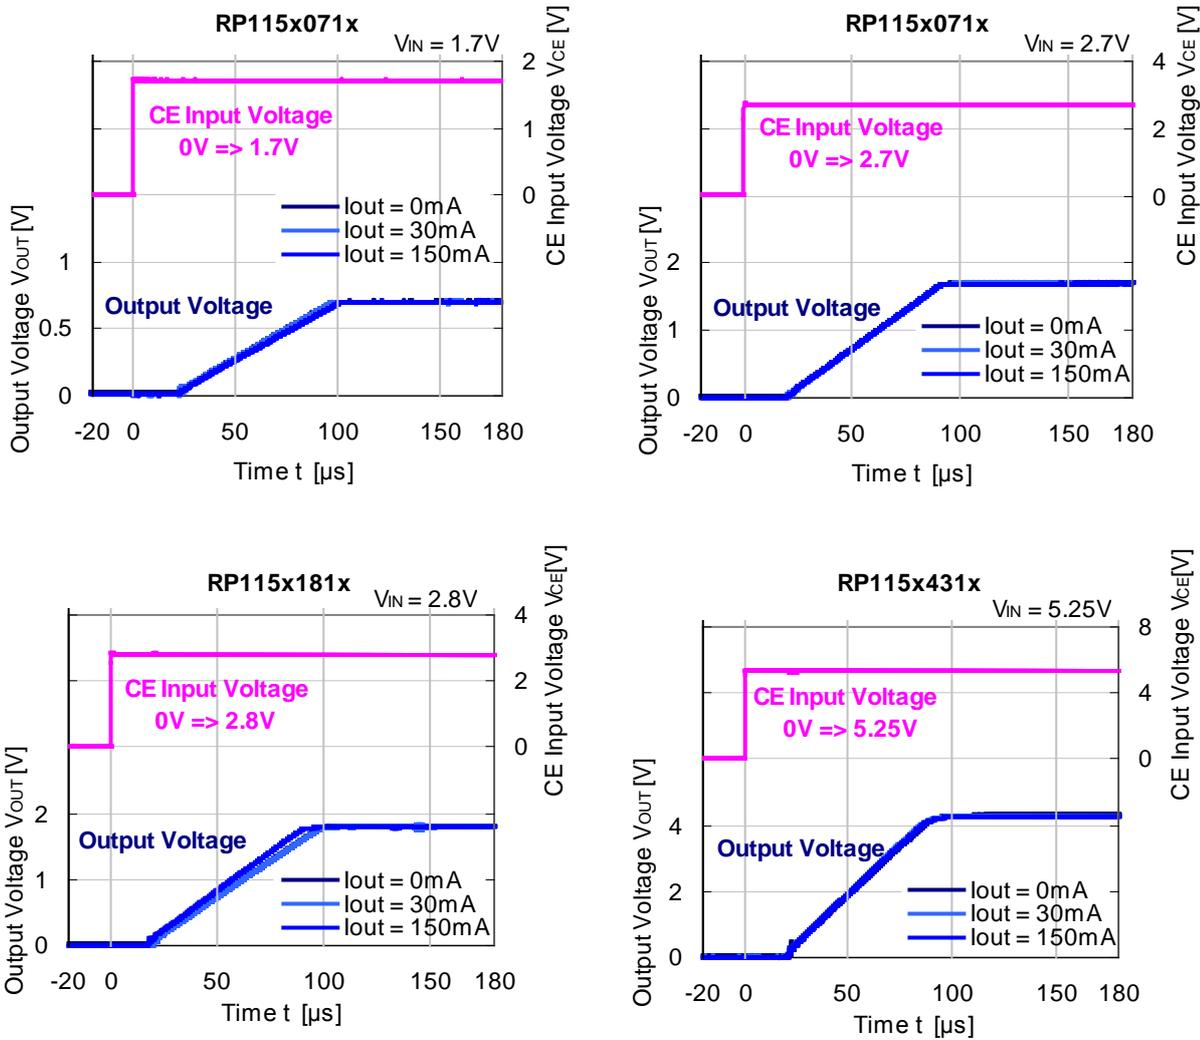 RP115x071x
VIN = 1.7V
2
1
0
CE Input Voltage VCE [V]
CE Input Voltage
0V => 1.7V
Iout = 0mA
Iout = 30mA
Iout = 150mA
Output Voltage
Output Voltage VOUT [V]
1
0.5
0
-20 0 50 100 150 180
Time t [µs]
RP115x071x
VIN = 2.7V
4
2
0
CE Input Voltage VCE [V]
CE Input Voltage
0V => 2.7V
Output Voltage
Iout = 0mA
Iout = 30mA
Iout = 150mA
Output Voltage VOUT [V]
2
1
0
-20 0 50 100 150 180
Time t [µs]
RP115x181x
VIN = 2.8V
4
2
0
CE Input Voltage VCE[V]
CE Input Voltage
0V => 2.8V
Output Voltage
Iout = 0mA
Iout = 30mA
Iout = 150mA
Output Voltage VOUT [V]
2
1
0
-20 0 50 100 150 180
Time t [µs]
RP115x431x
VIN = 5.25V
8
4
0
CE Input Voltage VCE[V]
CE Input Voltage
0V => 5.25V
Output Voltage
Iout = 0mA
Iout = 30mA
Iout = 150mA
Output Voltage VOUT [V]
4
2
0
-20 0 50 100 150 180
Time t [µs]